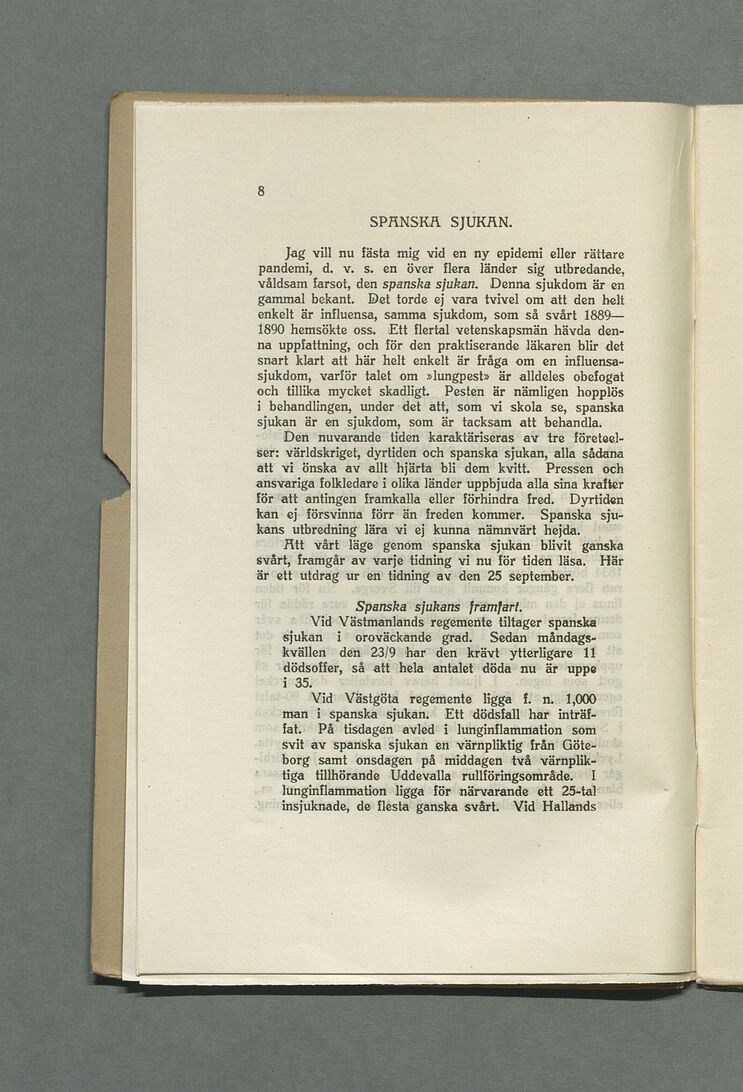 8
SPANSKA SJUKAN.
Jag vill nu fästa mig vid en ny epidemi eller rättare
pandemi, d. v. s. en över flera länder sig utbredande,
våldsam farsot, den spanska sjukan. Denna sjukdom är en
gammal bekant. Det torde ej vara tvivel om att den helt
enkelt är influensa, samma sjukdom, som så svårt 1889—
1890 hemsökte oss. Ett flertal vetenskapsmän hävda den-
na uppfattning, och för den praktiserande läkaren blir det
snart klart att här helt enkelt är fråga om en influensa-
sjukdom, varför talet om »lungpest» är alldeles obefogat
och tillika mycket skadligt. Pesten är nämligen hopplös
i behandlingen, under det att, som vi skola se, spanska
sjukan är en sjukdom, som är tacksam att behandla.
Den nuvarande tiden karaktäriseras av tre företeel-
ser: världskriget, dyrtiden och spanska sjukan, alla sådana
att vi önska av allt hjärta bli dem kvitt. Pressen och
ansvariga folkledare i olika länder uppbjuda alla sina krafter
för att antingen framkalla eller förhindra fred. Dyrtiden
kan ej försvinna förr än freden kommer. Spanska sju-
kans utbredning lära vi ej kunna nämnvärt hejda.
Att vårt läge genom spanska sjukan blivit ganska
svårt, framgår av varje tidning vi nu för tiden läsa. Här
är ett utdrag ur en tidning av den 25 september.
Spanska sjukans framfart.
Vid Västmanlands regemente tilltager spanska
sjukan i oroväckande grad. Sedan måndags-
kvällen den 23/9 har den krävt ytterligare 11
dödsoffer, så att hela antalet döda nu är uppe
i 35.
Vid Västgöta regemente ligga f. n. 1,000
man i spanska sjukan. Ett dödsfall har inträf-
fat. På tisdagen avled i lunginflammation som
svit av spanska sjukan en värnpliktig från Göte-
borg samt onsdagen på middagen två värnplik-
tiga tillhörande Uddevalla rullföringsområde. I
lunginflammation ligga för närvarande ett 25-tal
insjuknade, de flesta ganska svårt. Vid Hallands